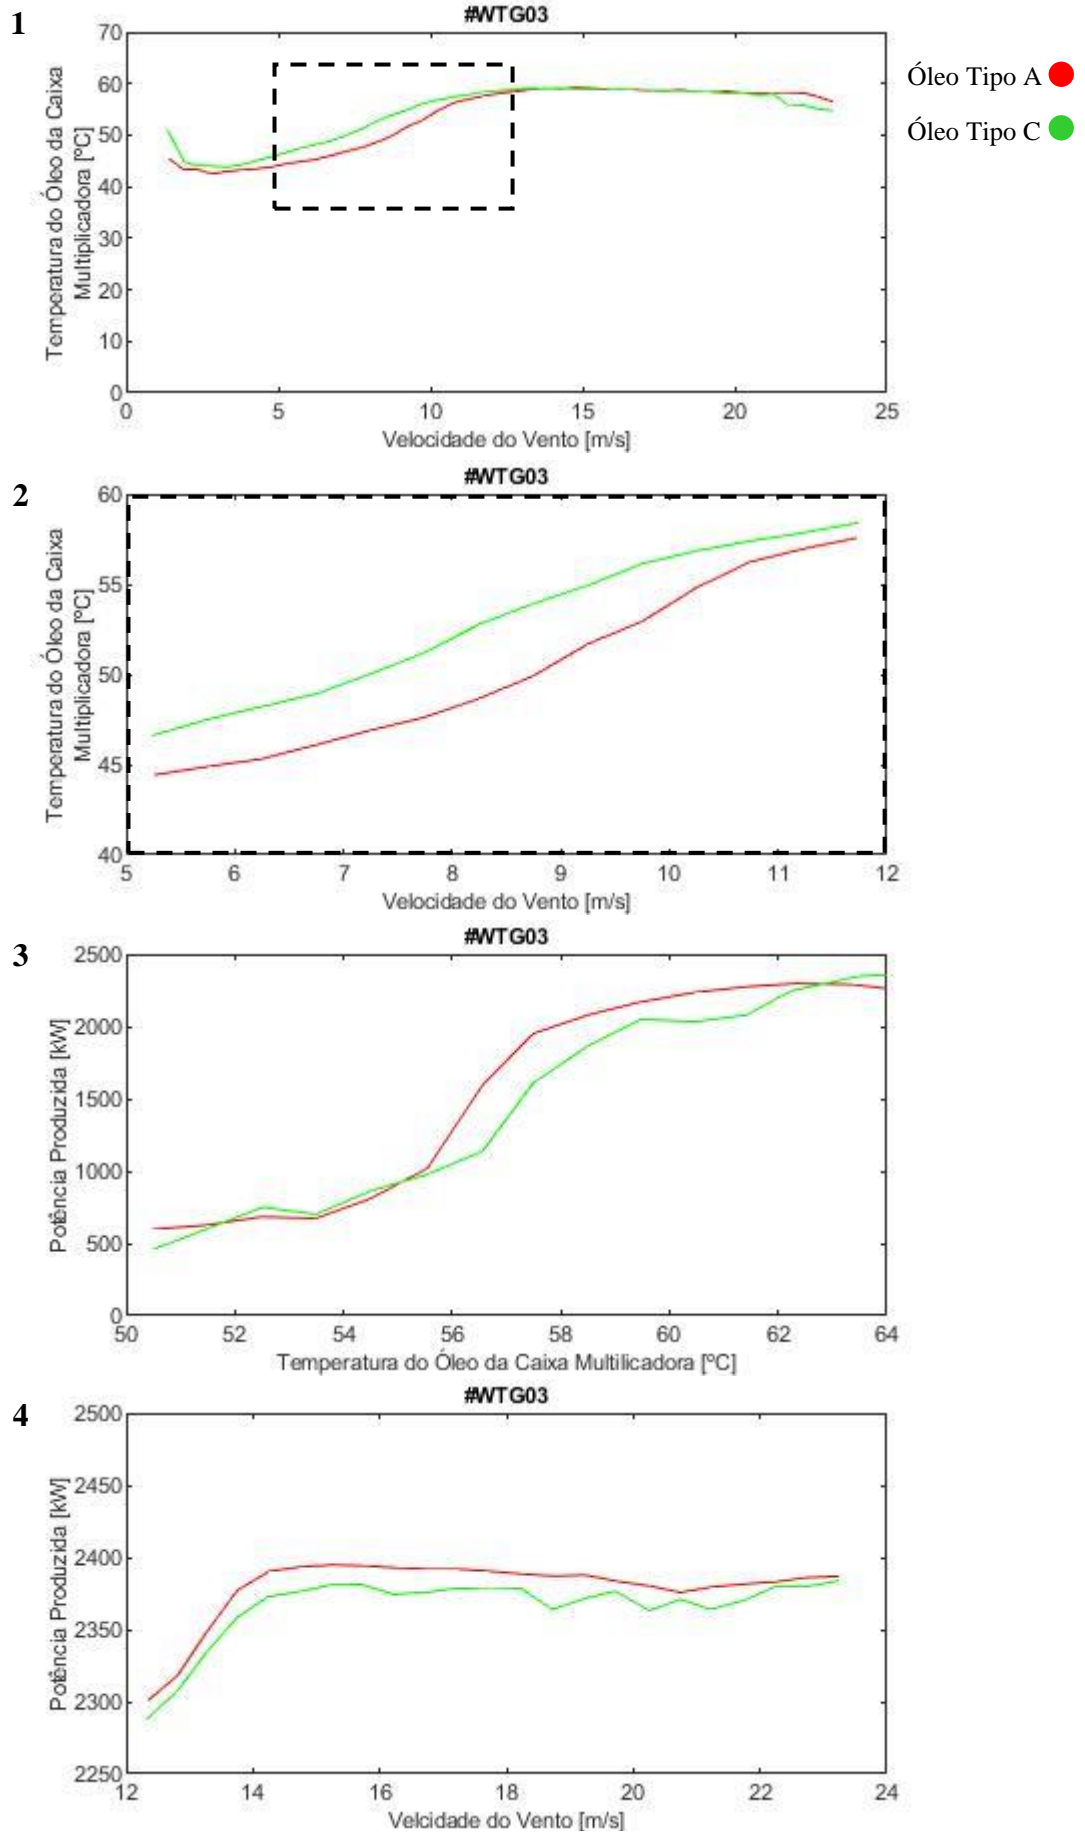 1
#WTG03
Óleo Tipo A
Óleo Tipo C
Temperatura do Óleo da Caixa
Multiplicadora [ºC]
70
60
50
40
30
20
10
0
0 5 10 15 20 25
Velocidade do Vento [m/s]
2
#WTG03
Temperatura do Óleo da Caixa
Multiplicadora [ºC]
60
55
50
45
40
5 6 7 8 9 10 11 12
Velocidade do Vento [m/s]
3
#WTG03
Potência Produzida [kW]
2500
2000
1500
1000
500
0
50 52 54 56 58 60 62 64
Temperatura do Óleo da Caixa Multilicadora [ºC]
4
#WTG03
Potência Produzida [kW]
2500
2450
2400
2350
2300
2250
12 14 16 18 20 22 24
Velcidade do Vento [m/s]